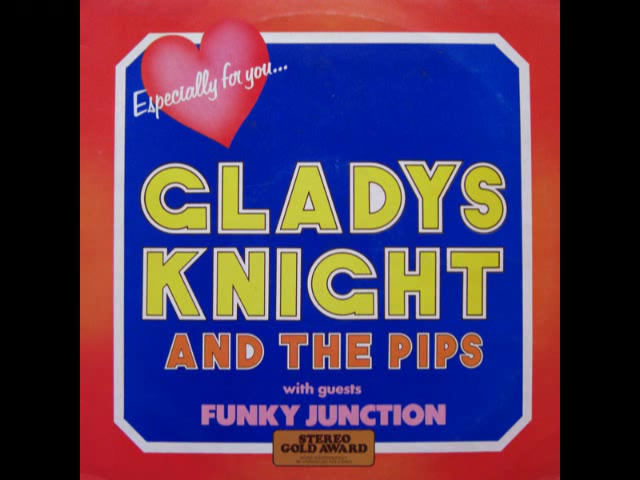 Especially for you...
GLADYS
KNIGHT
AND THE PIPS
with guests
FUNKY JUNCTION
STEREO
GOLD AWARD